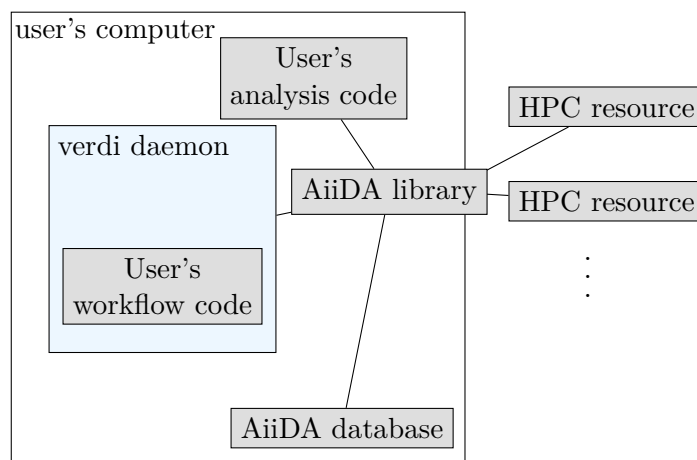 user's computer
User's
analysis code
HPC resource
verdi daemon
AiiDA library
HPC resource
User's
workflow code
AiiDA database